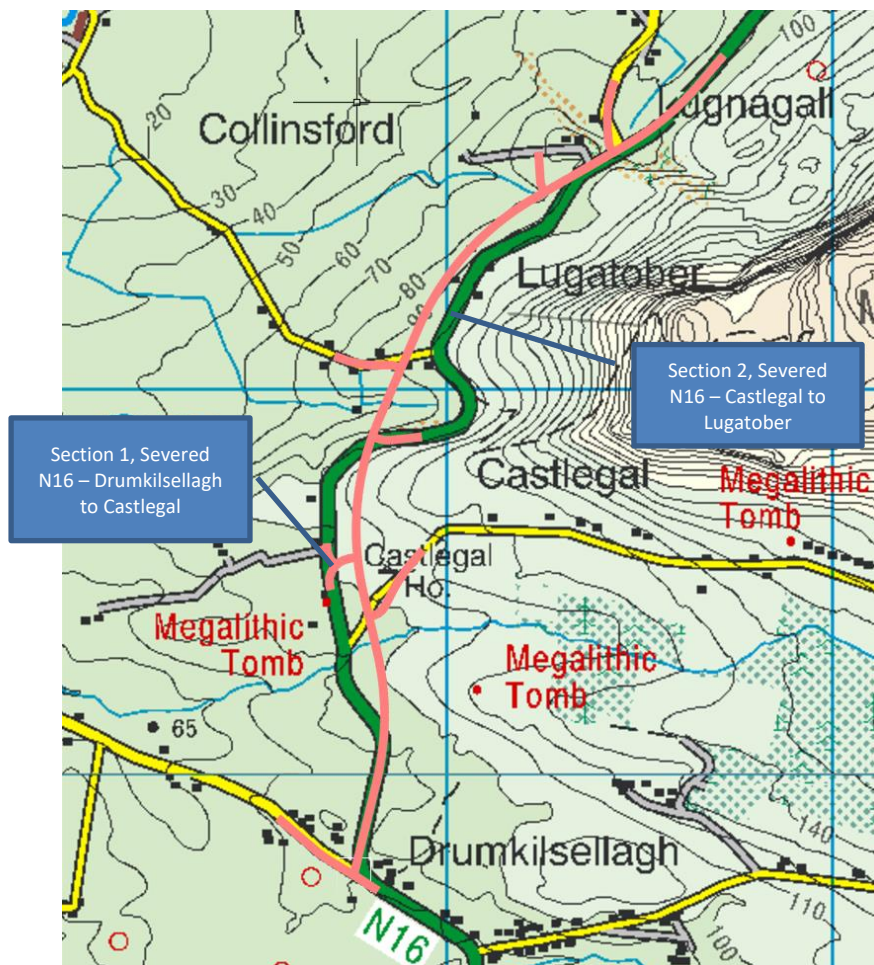 100
Lugnagall
Collinsford
20
30
40
50
60
70
80
Lugatober
Section 2, Severed
N16 – Castlegal to
Lugatober
Section 1, Severed
N16 – Drumkilsellagh
to Castlegal
Castlegal
Megalithic
Tomb
Castlegal
Ho.
Megalithic
Tomb
Megalithic
Tomb
65
140
Drumkilsellagh
110
N16
100